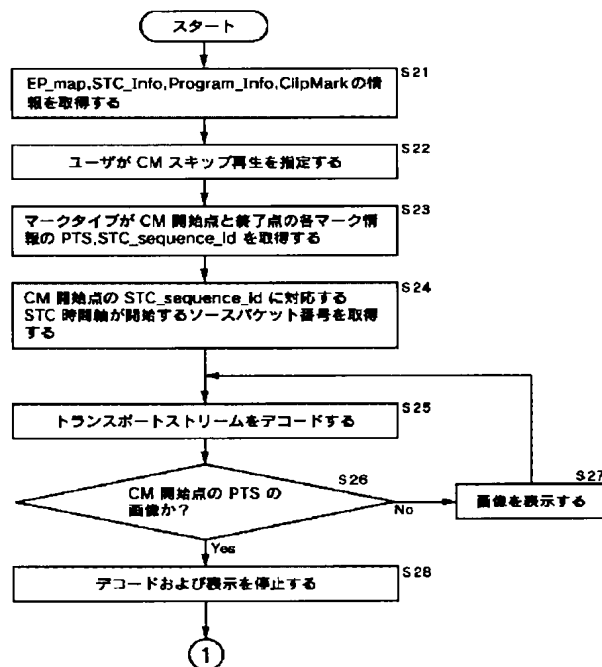 スタート
S21
EP_map,STC_Info,Program_Info,ClipMarkの情
報を取得する
S22
ユーザが CM スキップ再生を指定する
S23
マークタイプが CM 開始点と終了点の各マーク情
報の PTS,STC_sequence_id を取得する
S24
CM 開始点の STC_sequence_id に対応する
STC 時間軸が開始するソースパケット番号を取得
する
S25
トランスポートストリームをデコードする
S26
CM 開始点の PTS の
画像か?
No
S27
画像を表示する
Yes
S28
デコードおよび表示を停止する
1